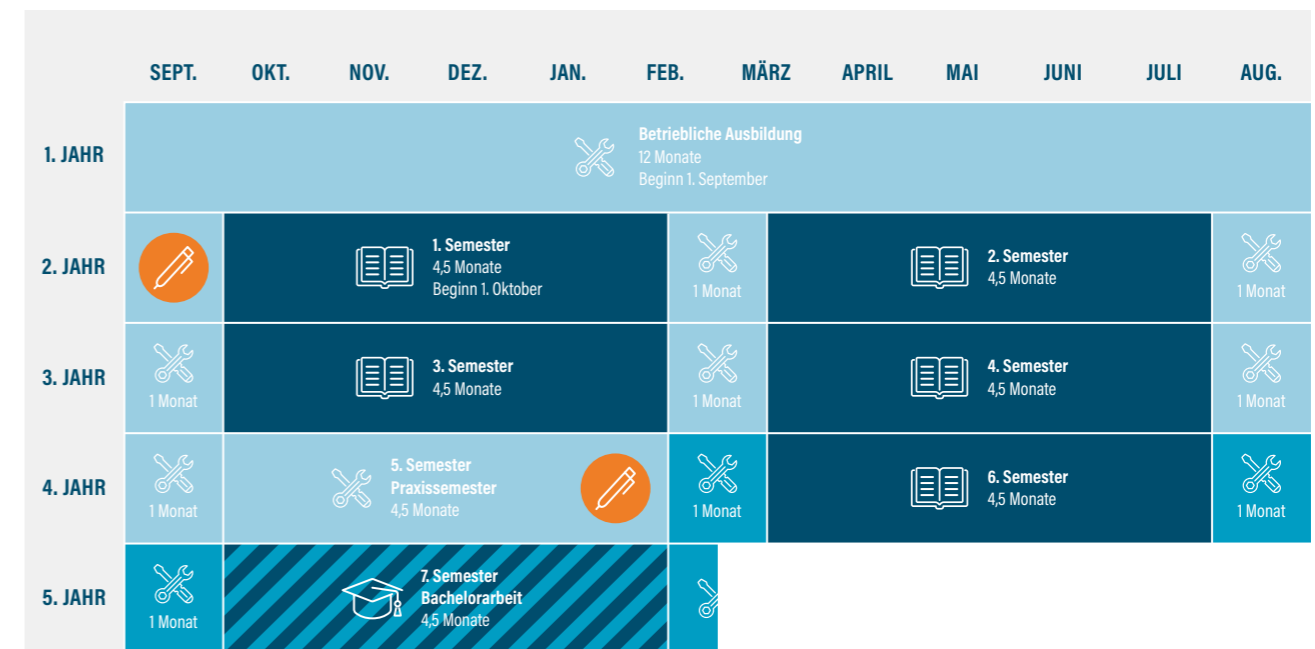 SEPT. OKT. NOV. DEZ. JAN. FEB. MÄRZ APRIL MAI JUNI JULI AUG.
1. JAHR
Betriebliche Ausbildung
12 Monate
Beginn 1. September
2. JAHR
1. Semester
4,5 Monate
Beginn 1. Oktober
1 Monat
2. Semester
4,5 Monate
1 Monat
3. JAHR
1 Monat
3. Semester
4,5 Monate
1 Monat
4. Semester
4,5 Monate
1 Monat
4. JAHR
1 Monat
5. Semester
Praxissemester
4,5 Monate
1 Monat
6. Semester
4,5 Monate
1 Monat
5. JAHR
1 Monat
7. Semester
Bachelorarbeit
4,5 Monate